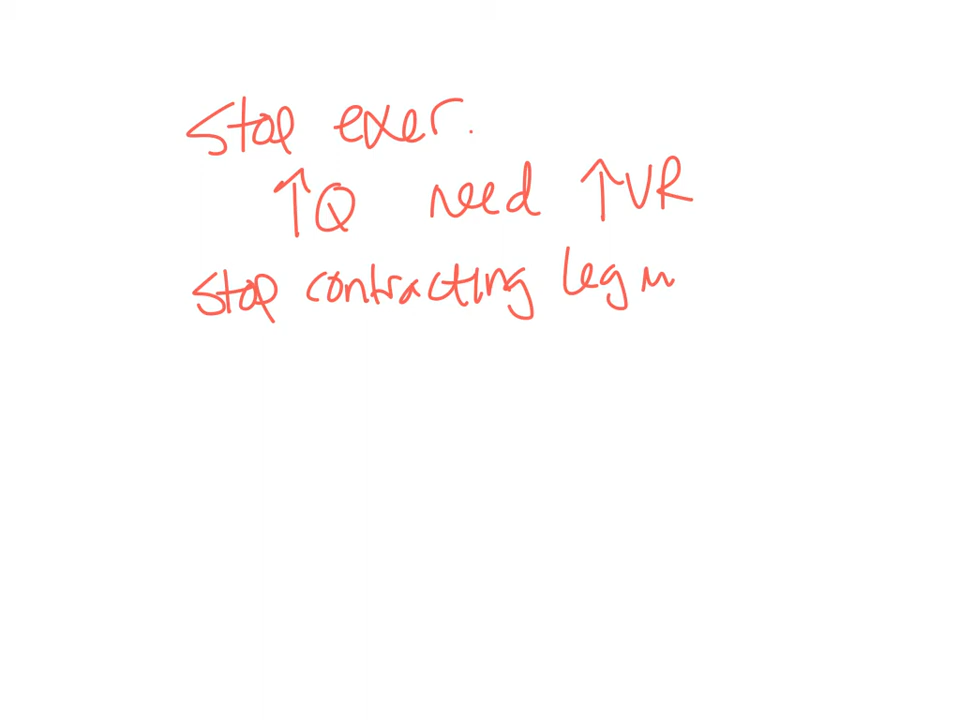 Stop exer.
↑Q need ↑VR
stop contracting leg m